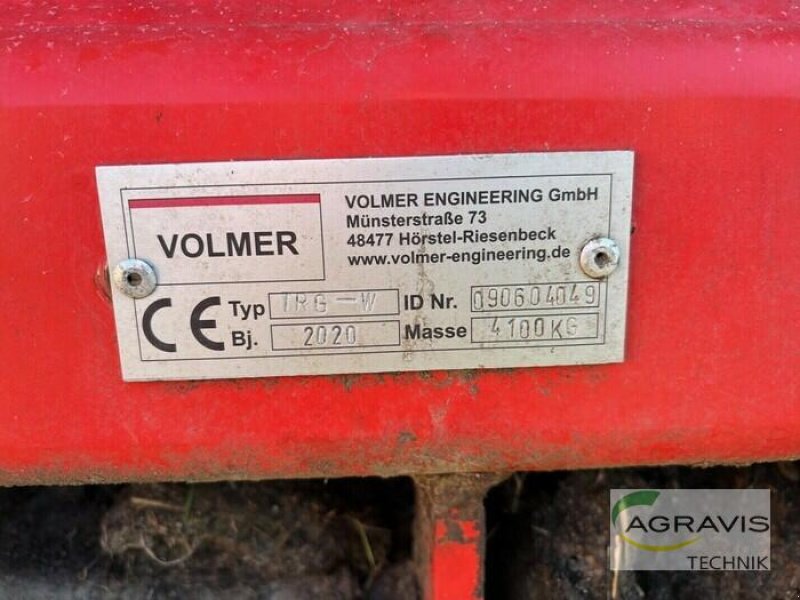 VOLMER
VOLMER ENGINEERING GmbH
Münsterstraße 73
48477 Hörstel-Riesenbeck
www.volmer-engineering.de
CE
Typ TRG-W ID Nr. 090604049
Bj. 2020 Masse 4100KG
AGRAVIS
TECHNIK